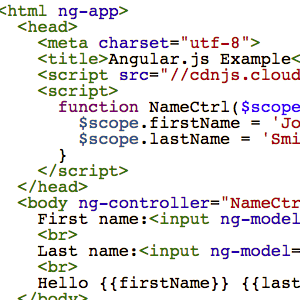 <html ng-app>
<head>
<meta charset="utf-8">
<title>Angular.js Example<
<script src="//cdnjs.cloud
<script>
function NameCtrl($scope
$scope.firstName = 'Jo
$scope.lastName = 'Smi
}
</script>
</head>
<body ng-controller="NameCtr
First name:<input ng-model
<br>
Last name:<input ng-model=
<br>
Hello {{firstName}} {{last
</body>